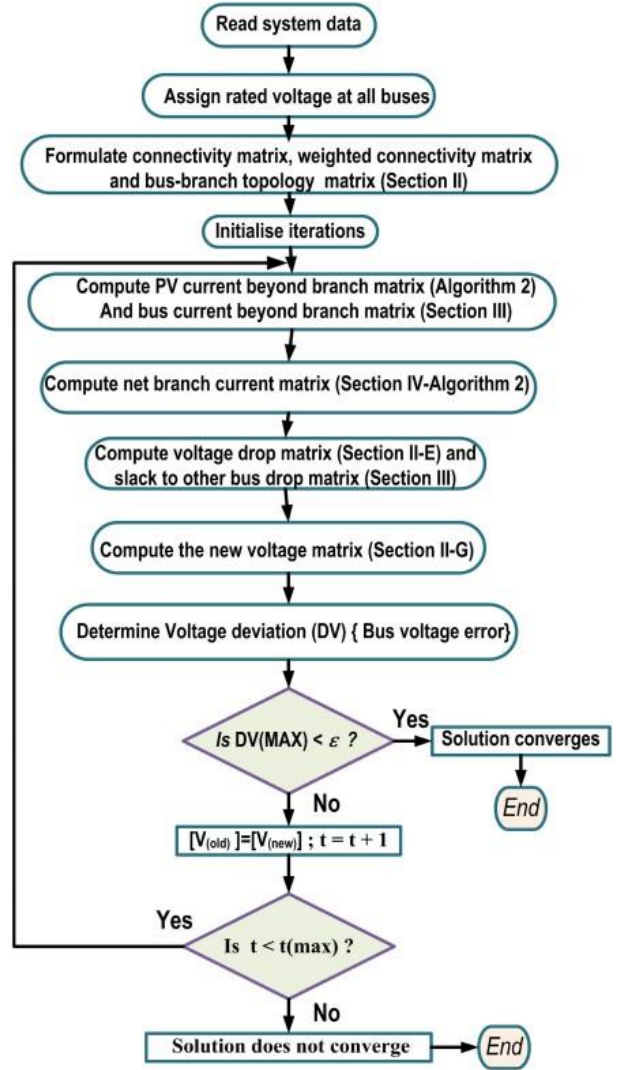 Read system data
Assign rated voltage at all buses
Formulate connectivity matrix, weighted connectivity matrix
and bus-branch topology matrix (Section II)
Initialise iterations
Compute PV current beyond branch matrix (Algorithm 2)
And bus current beyond branch matrix (Section III)
Compute net branch current matrix (Section IV-Algorithm 2)
Compute voltage drop matrix (Section II-E) and
slack to other bus drop matrix (Section III)
Compute the new voltage matrix (Section II-G)
Determine Voltage deviation (DV) { Bus voltage error}
Is DV(MAX) < ε ?
Yes
Solution converges
End
No
[V(old) ]=[V(new)] ; t = t + 1
Yes
Is t < t(max) ?
No
Solution does not converge
End